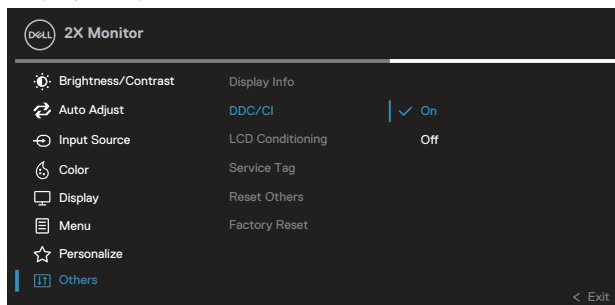 DELL 2X Monitor
Brightness/Contrast Display Info
Auto Adjust DDC/CI On
Input Source LCD Conditioning Off
Color Service Tag
Display Reset Others
Menu Factory Reset
Personalize
Others
< Exit